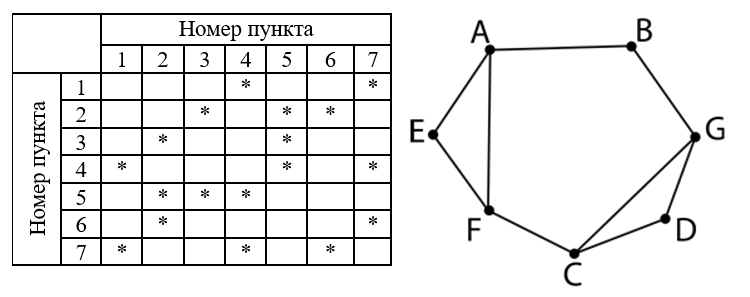 Номер пункта
1 2 3 4 5 6 7
Номер пункта
1 * *
2 * * *
3 * *
4 * * *
5 * * *
6 * *
7 * * *
A
B
E
G
F
D
C